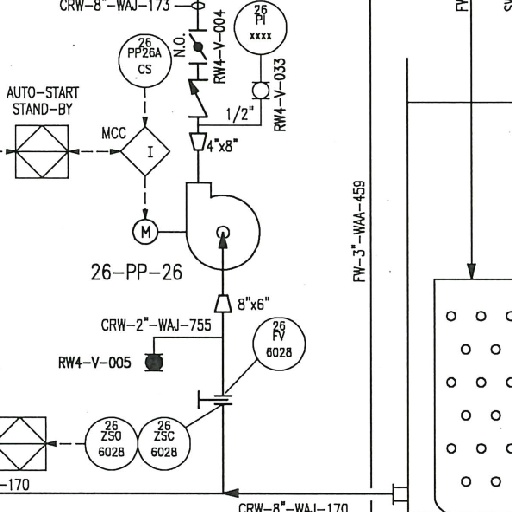 CRW-8"-WAJ-173
26
PI
xxxx
26
PP26A
CS
N.O.
RW4-V-004
RW4-V-033
AUTO-START
STAND-BY
MCC
I
1/2"
4"x8"
M
26-PP-26
FW-3"-WAA-459
8"x6"
CRW-2"-WAJ-755
RW4-V-005
26
FV
6028
26
ZSO
6028
26
ZSC
6028
-170
CRW-8"-WAJ-170
FW